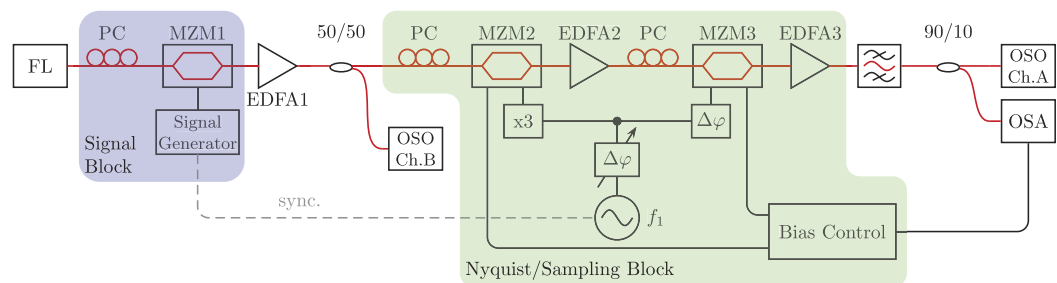 FL
PC
MZM1
Signal
Generator
Signal
Block
EDFA1
50/50
OSO
Ch.B
sync.
PC
MZM2
EDFA2
PC
MZM3
EDFA3
x3
Δφ
Δφ
f₁
Bias Control
Nyquist/Sampling Block
90/10
OSO
Ch.A
OSA